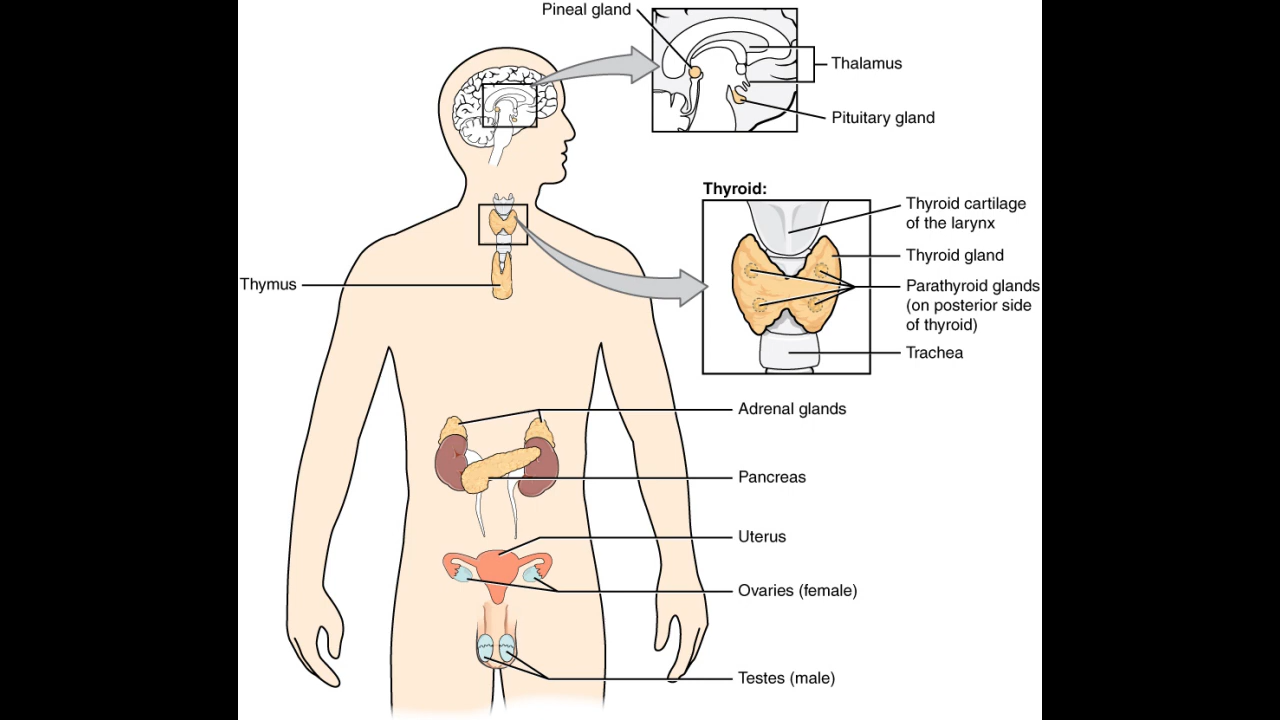 Pineal gland
Thalamus
Pituitary gland
Thyroid:
Thyroid cartilage
of the larynx
Thyroid gland
Parathyroid glands
(on posterior side
of thyroid)
Trachea
Thymus
Adrenal glands
Pancreas
Uterus
Ovaries (female)
Testes (male)